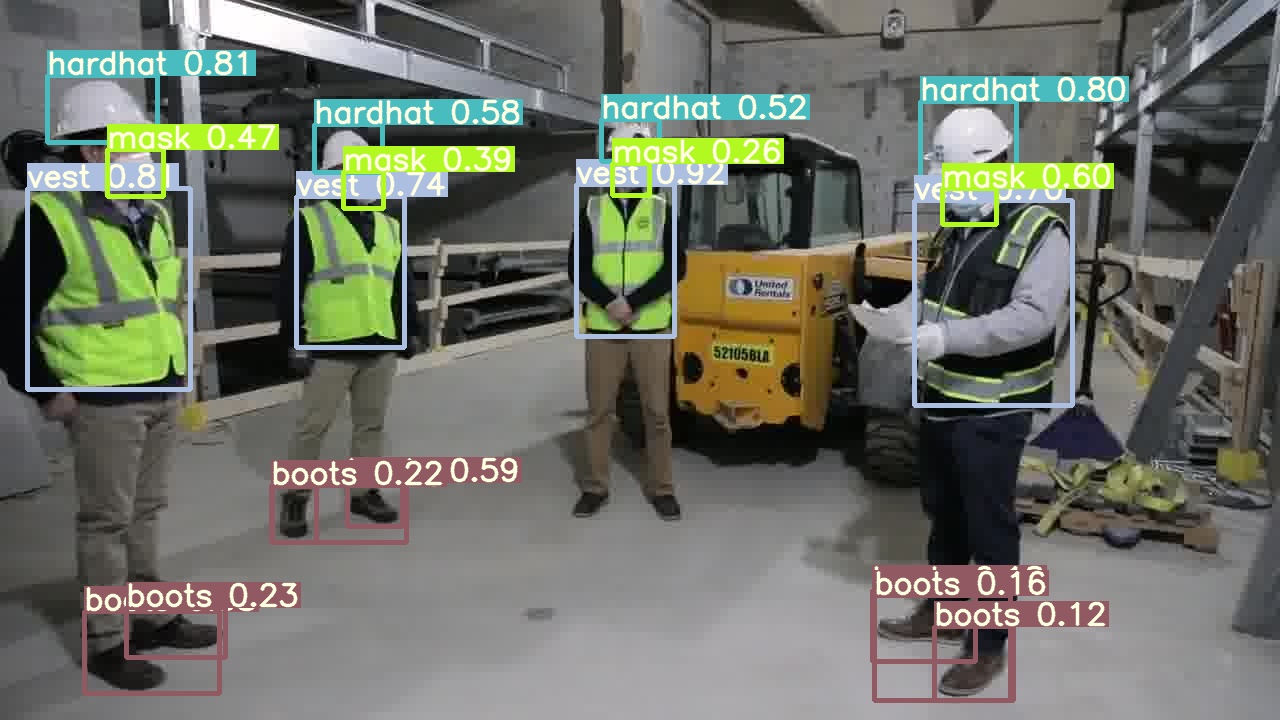 hardhat 0.81
hardhat 0.58
hardhat 0.52
hardhat 0.80
mask 0.47
mask 0.39
mask 0.26
mask 0.60
vest 0.8
vest 0.74
vest 0.92
vest 0.70
United
Rentals
52105BLA
boots 0.22
0.59
boots 0.23
boots 0.16
boots 0.12